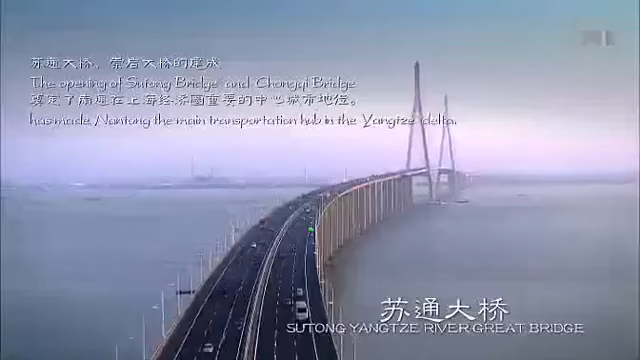 苏通大桥、崇启大桥的建成
The opening of Sutong Bridge and Chongqi Bridge
奠定了南通在上海经济圈重要的中心城市地位。
has made Nantong the main transportation hub in the Yangtze delta.
苏通大桥
SUTONG YANGTZE RIVER GREAT BRIDGE